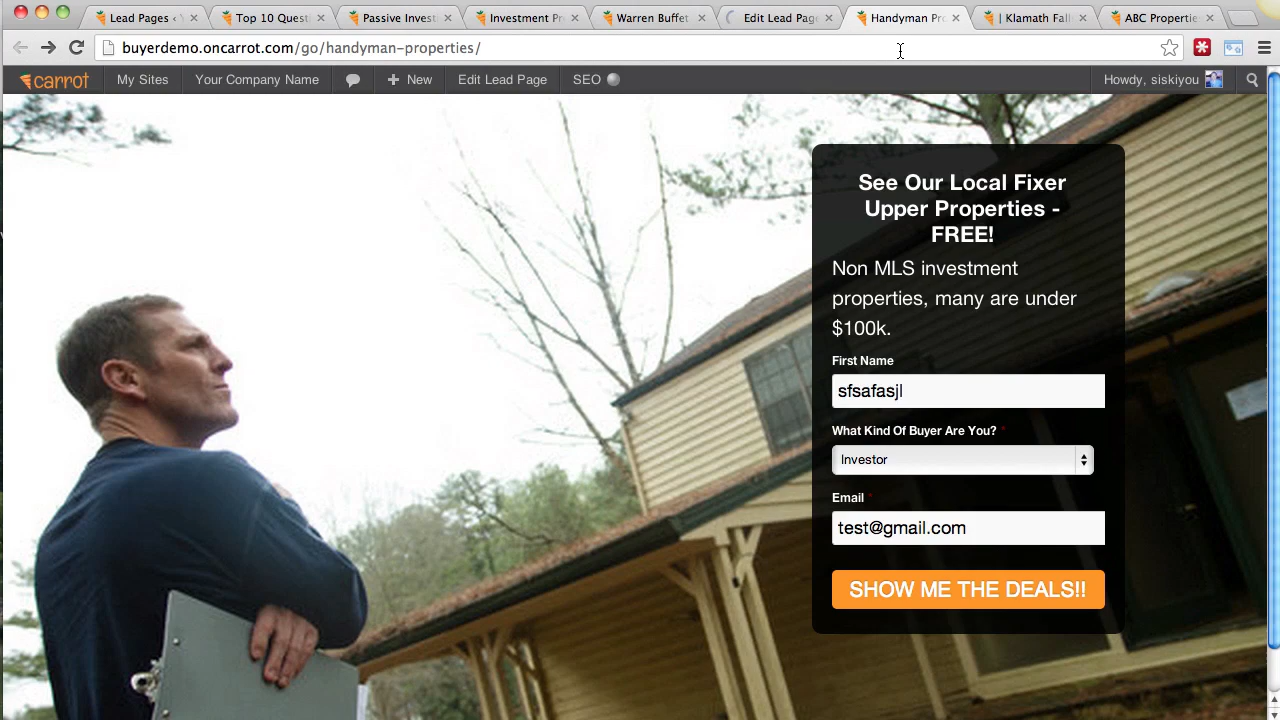 Lead Pages ‹
Top 10 Quest
Passive Invest
Investment Pr
Warren Buffet
Edit Lead Page
Handyman Pro
| Klamath Fall
ABC Propertie
buyerdemo.oncarrot.com/go/handyman-properties/
carrot
My Sites
Your Company Name
New
Edit Lead Page
SEO
Howdy, siskiyou
See Our Local Fixer
Upper Properties -
FREE!
Non MLS investment
properties, many are under
$100k.
First Name
sfsafasjl
What Kind Of Buyer Are You? *
Investor
Email *
test@gmail.com
SHOW ME THE DEALS!!